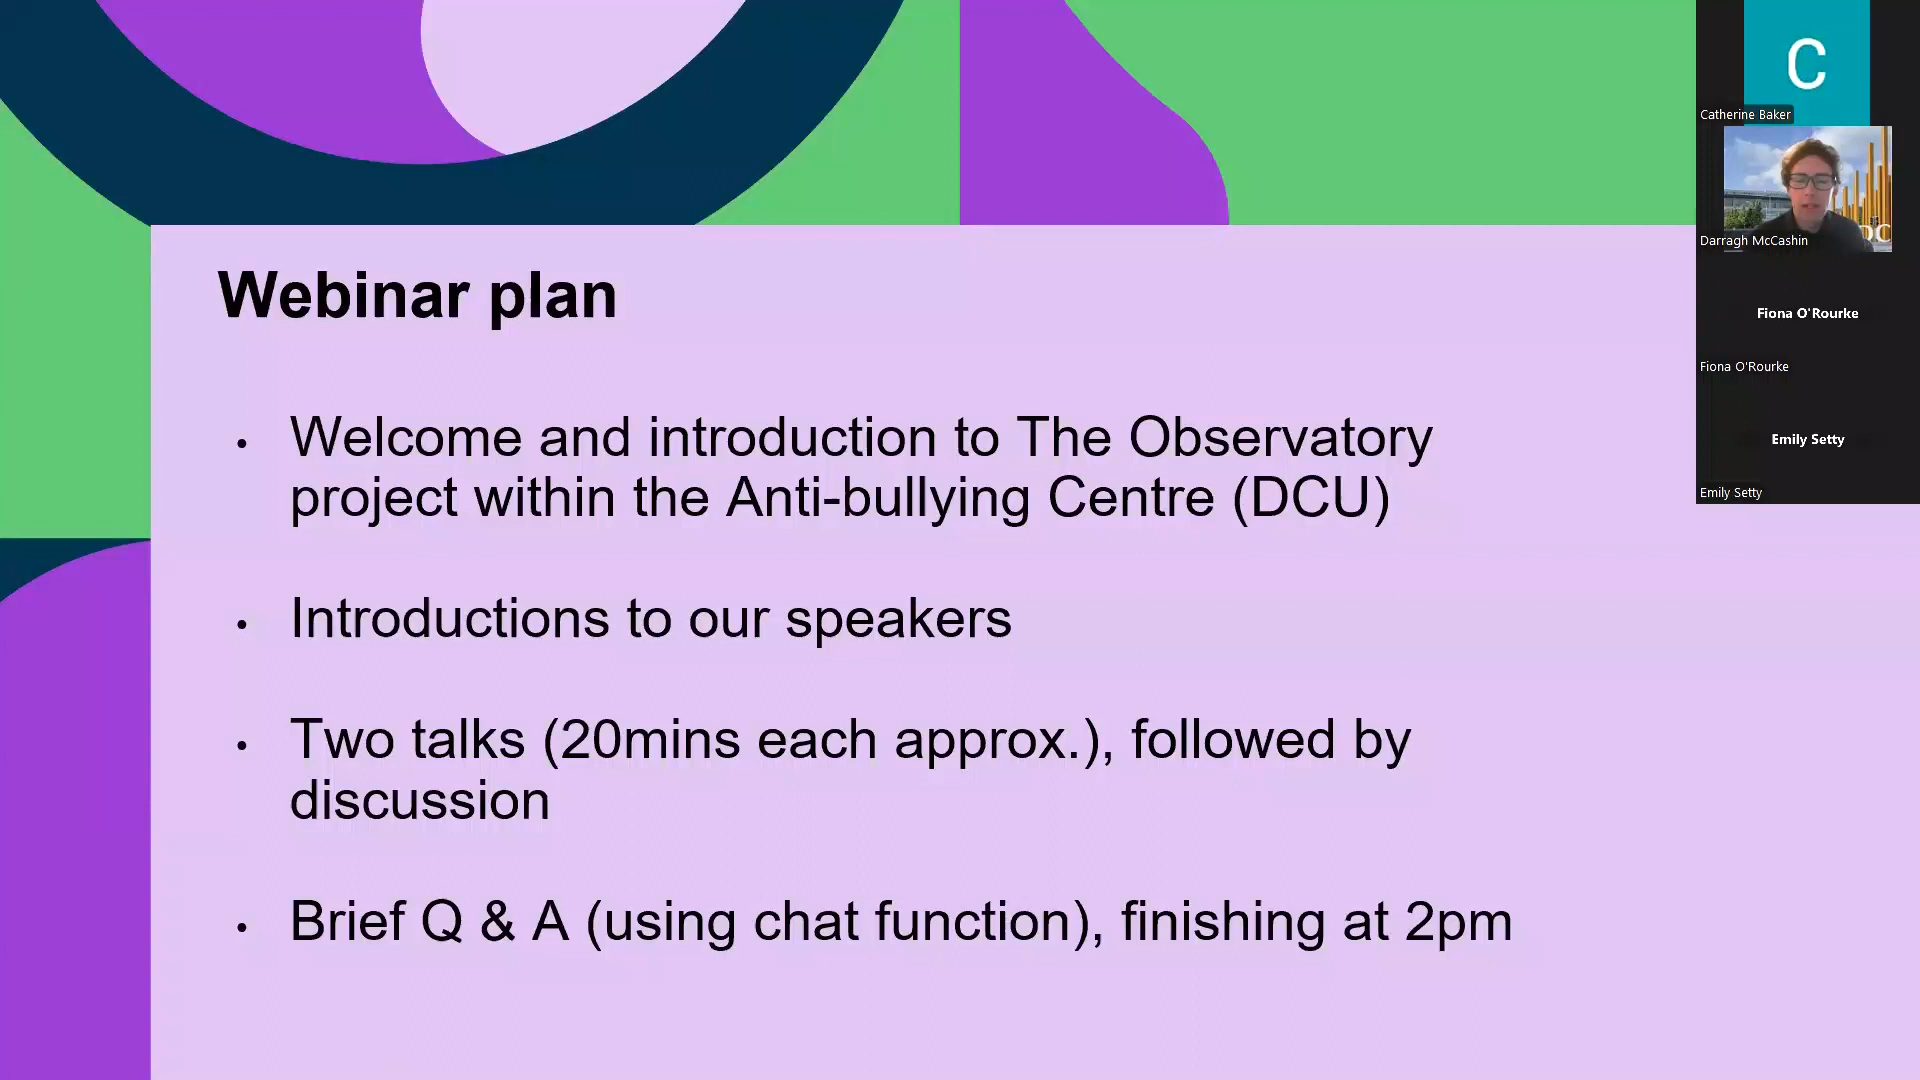 Webinar plan
• Welcome and introduction to The Observatory
project within the Anti-bullying Centre (DCU)
• Introductions to our speakers
• Two talks (20mins each approx.), followed by
discussion
• Brief Q & A (using chat function), finishing at 2pm
C
Catherine Baker
DC
Darragh McCashin
Fiona O'Rourke
Fiona O'Rourke
Emily Setty
Emily Setty